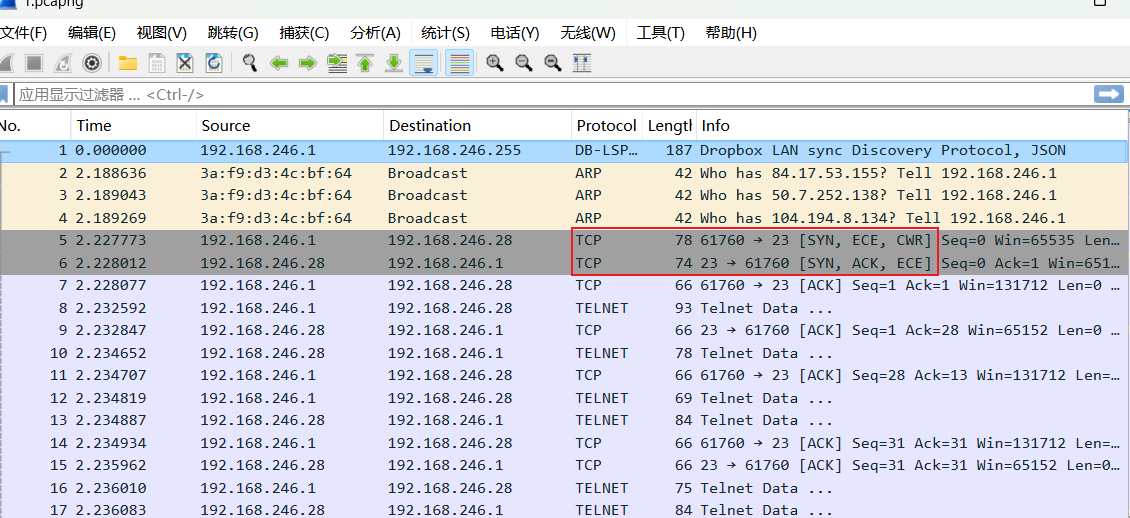 1.pcapng
文件(F) 编辑(E) 视图(V) 跳转(G) 捕获(C) 分析(A) 统计(S) 电话(Y) 无线(W) 工具(T) 帮助(H)
应用显示过滤器 … <Ctrl-/>
No. Time Source Destination Protocol Length Info
1 0.000000 192.168.246.1 192.168.246.255 DB-LSP… 187 Dropbox LAN sync Discovery Protocol, JSON
2 2.188636 3a:f9:d3:4c:bf:64 Broadcast ARP 42 Who has 84.17.53.155? Tell 192.168.246.1
3 2.189043 3a:f9:d3:4c:bf:64 Broadcast ARP 42 Who has 50.7.252.138? Tell 192.168.246.1
4 2.189269 3a:f9:d3:4c:bf:64 Broadcast ARP 42 Who has 104.194.8.134? Tell 192.168.246.1
5 2.227773 192.168.246.1 192.168.246.28 TCP 78 61760 → 23 [SYN, ECE, CWR] Seq=0 Win=65535 Len…
6 2.228012 192.168.246.28 192.168.246.1 TCP 74 23 → 61760 [SYN, ACK, ECE] Seq=0 Ack=1 Win=651…
7 2.228077 192.168.246.1 192.168.246.28 TCP 66 61760 → 23 [ACK] Seq=1 Ack=1 Win=131712 Len=0 …
8 2.232592 192.168.246.1 192.168.246.28 TELNET 93 Telnet Data ...
9 2.232847 192.168.246.28 192.168.246.1 TCP 66 23 → 61760 [ACK] Seq=1 Ack=28 Win=65152 Len=0 …
10 2.234652 192.168.246.28 192.168.246.1 TELNET 78 Telnet Data ...
11 2.234707 192.168.246.1 192.168.246.28 TCP 66 61760 → 23 [ACK] Seq=28 Ack=13 Win=131712 Len=…
12 2.234819 192.168.246.1 192.168.246.28 TELNET 69 Telnet Data ...
13 2.234887 192.168.246.28 192.168.246.1 TELNET 84 Telnet Data ...
14 2.234934 192.168.246.1 192.168.246.28 TCP 66 61760 → 23 [ACK] Seq=31 Ack=31 Win=131712 Len=…
15 2.235962 192.168.246.28 192.168.246.1 TCP 66 23 → 61760 [ACK] Seq=31 Ack=31 Win=65152 Len=0…
16 2.236010 192.168.246.1 192.168.246.28 TELNET 75 Telnet Data ...
17 2.236083 192.168.246.28 192.168.246.1 TELNET 84 Telnet Data ...